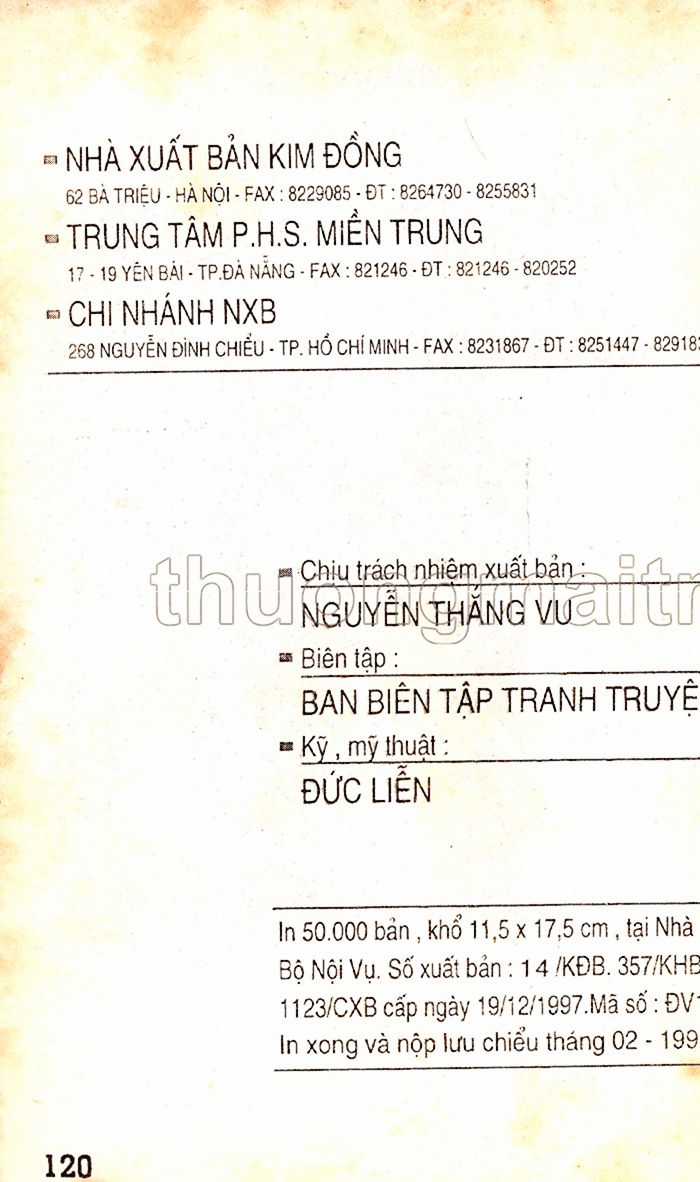 NHÀ XUẤT BẢN KIM ĐỒNG
62 BÀ TRIỆU - HÀ NỘI - FAX : 8229085 - ĐT : 8264730 - 8255831
TRUNG TÂM P.H.S. MIỀN TRUNG
17 - 19 YÊN BÁI - TP.ĐÀ NẴNG - FAX : 821246 - ĐT : 821246 - 820252
CHI NHÁNH NXB
268 NGUYỄN ĐÌNH CHIỂU - TP. HỒ CHÍ MINH - FAX : 8231867 - ĐT : 8251447 -
thuongmaitr
Chịu trách nhiệm xuất bản :
NGUYỄN THẮNG VU
Biên tập :
BAN BIÊN TẬP TRANH TRUYỆ
Kỹ , mỹ thuật :
ĐỨC LIỄN
In 50.000 bản , khổ 11,5 x 17,5 cm , tại Nhà
Bộ Nội Vụ. Số xuất bản : 14 /KĐB. 357/KHB
1123/CXB cấp ngày 19/12/1997.Mã số : ĐV
In xong và nộp lưu chiểu tháng 02 - 199
120